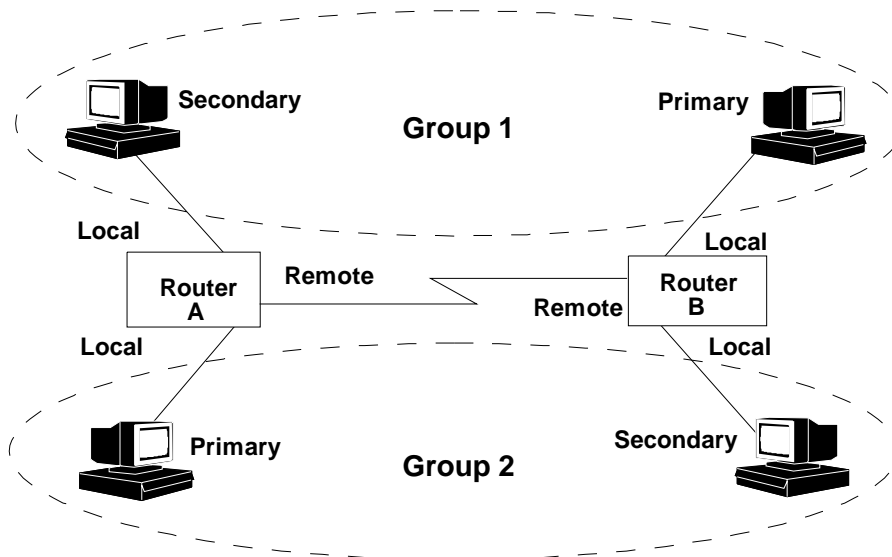 Secondary
Primary
Group 1
Local
Local
Router
A
Remote
Router
B
Remote
Local
Local
Primary
Secondary
Group 2